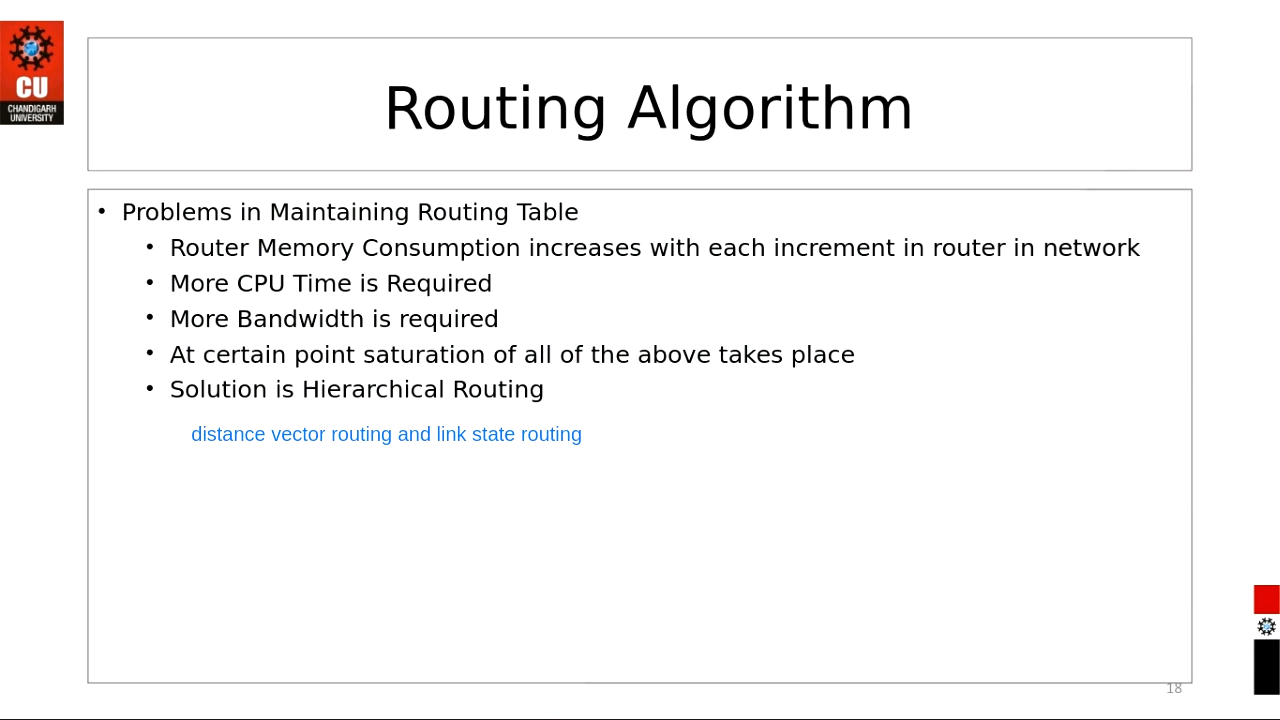 CU
CHANDIGARH
UNIVERSITY
Routing Algorithm
• Problems in Maintaining Routing Table
• Router Memory Consumption increases with each increment in router in network
• More CPU Time is Required
• More Bandwidth is required
• At certain point saturation of all of the above takes place
• Solution is Hierarchical Routing
distance vector routing and link state routing
18